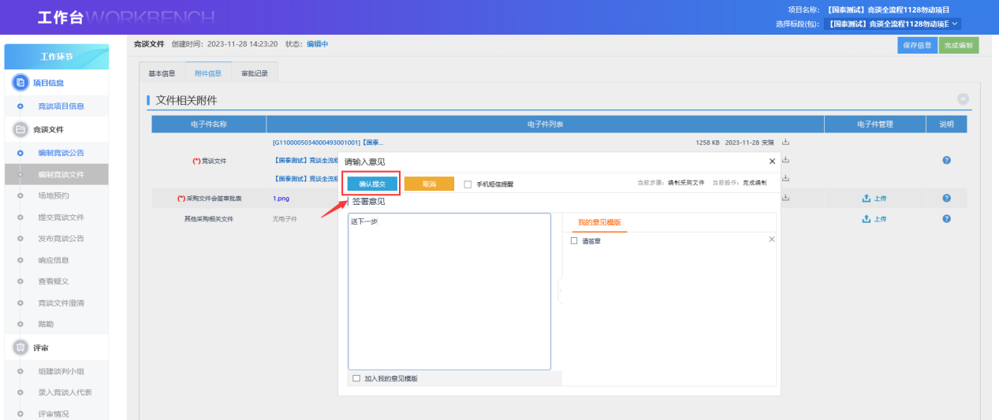 工作台WORKBENCH
项目名称: 【国泰测试】竞谈全流程1128勿动项目
选择标段(包): 【国泰测试】竞谈全流程1128勿动项目
工作环节
项目信息
竞谈项目信息
竞谈文件
编制竞谈公告
编制竞谈文件
场地预约
提交竞谈文件
发布竞谈公告
响应信息
查看疑义
竞谈文件澄清
踏勘
评审
组建谈判小组
录入竞谈人代表
评审情况
竞谈文件 创建时间: 2023-11-28 14:23:20 状态: 编辑中
保存信息 完成编制
基本信息 附件信息 审批记录
文件相关附件
电子件名称 电子件列表 电子件管理 说明
[G1100005034000493001001]【国泰...
1258 KB 2023-11-28 宋瑛
(*) 竞谈文件
【国泰测试】竞谈全流程
【国泰测试】竞谈全流程
(*) 采购文件会签审批表 1.png 上传
其他采购相关文件 无电子件 上传
请输入意见
确认提交 取消 手机短信提醒 当前步骤: 编制采购文件 当前操作: 完成编制
签署意见
送下一步
我的意见模版
请签章
加入我的意见模版